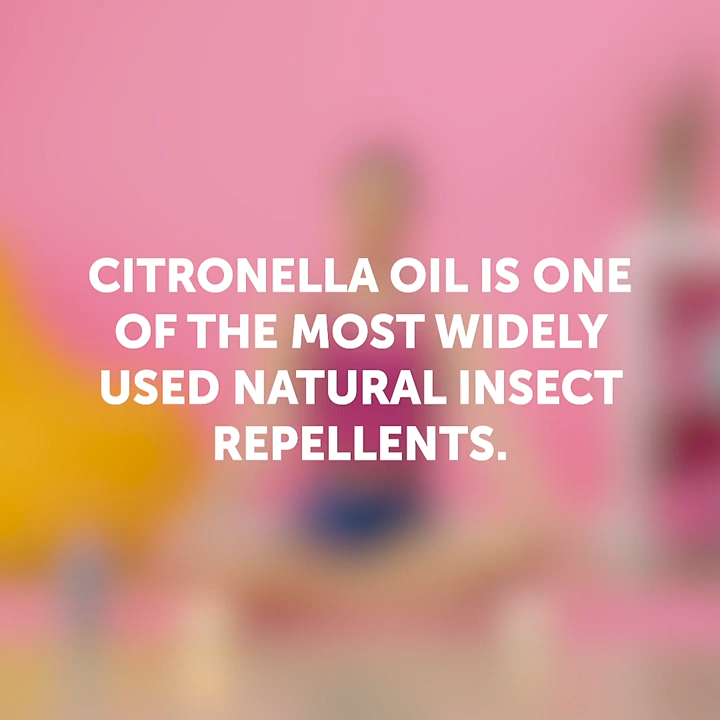 CITRONELLA OIL IS ONE
OF THE MOST WIDELY
USED NATURAL INSECT
REPELLENTS.